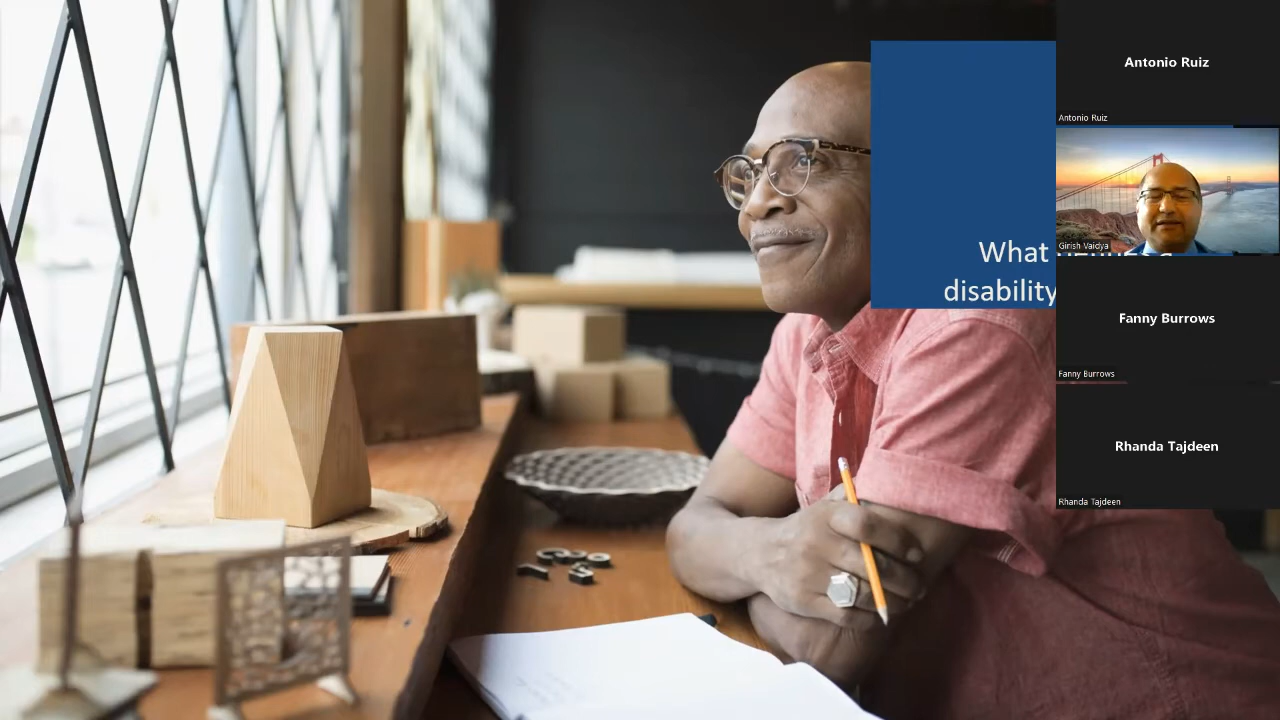 What
disability
Antonio Ruiz
Antonio Ruiz
Girish Vaidya
Fanny Burrows
Fanny Burrows
Rhanda Tajdeen
Rhanda Tajdeen